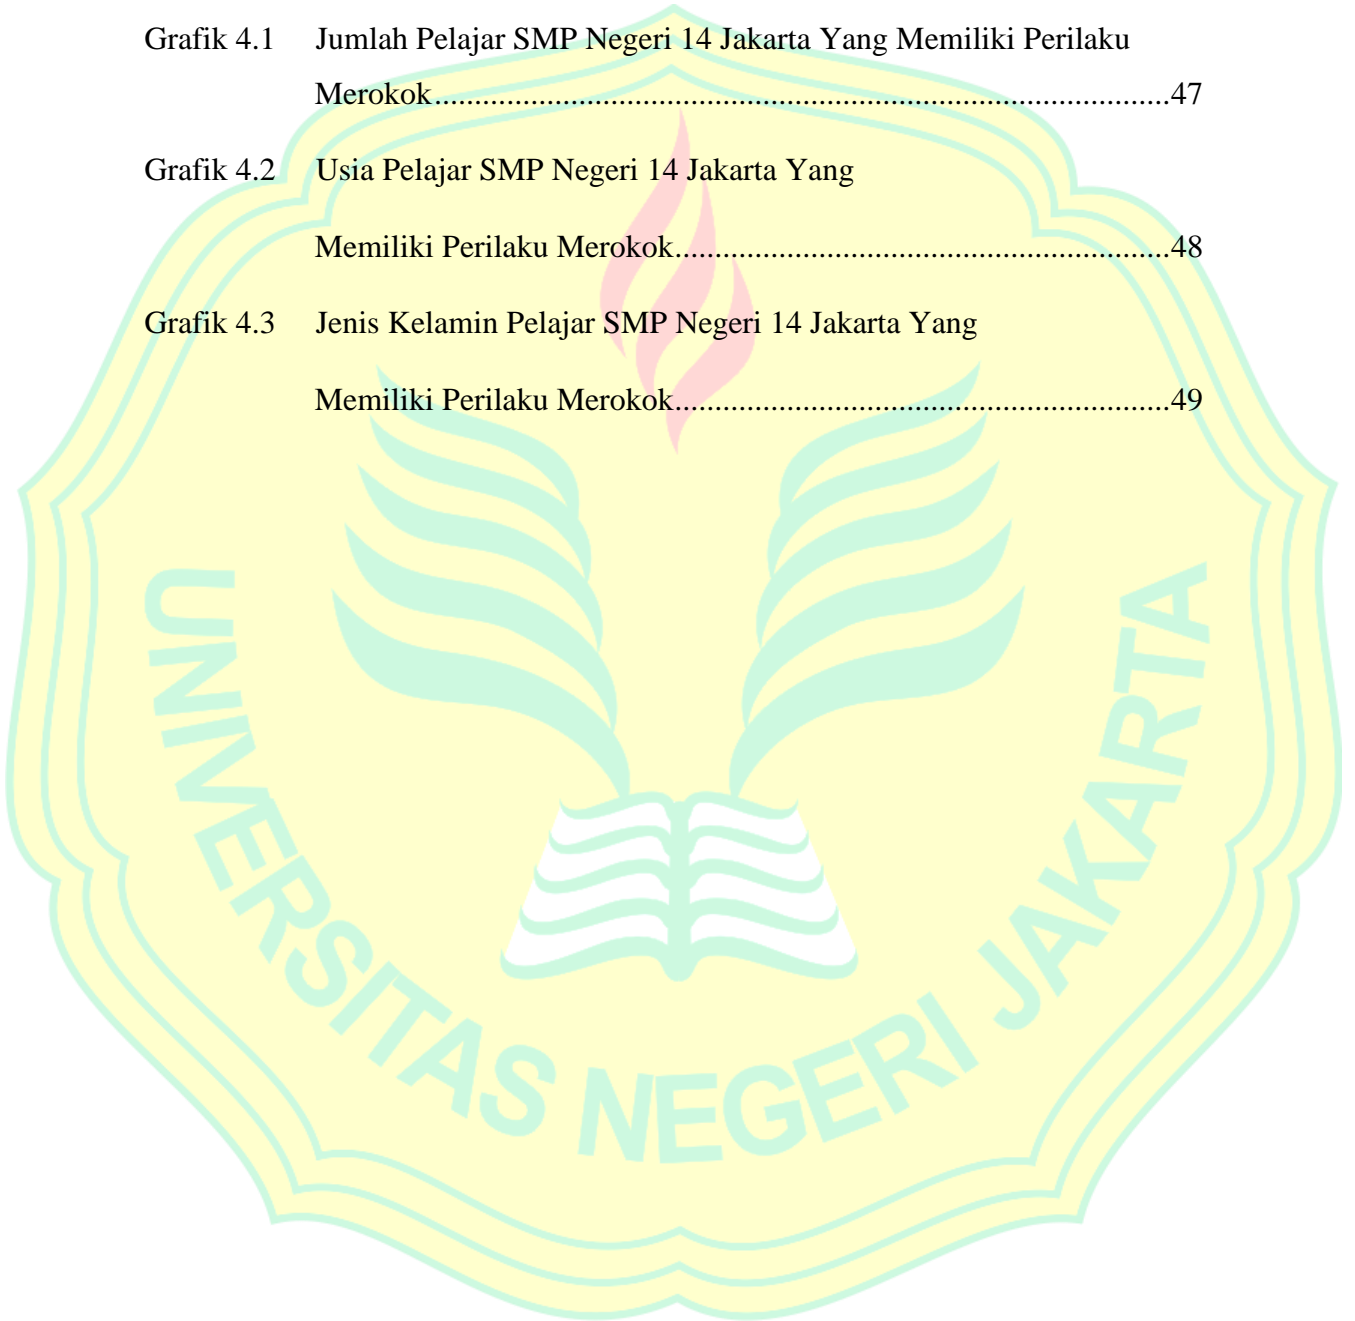 Grafik 4.1 Jumlah Pelajar SMP Negeri 14 Jakarta Yang Memiliki Perilaku
Merokok..........................................................................................47
Grafik 4.2 Usia Pelajar SMP Negeri 14 Jakarta Yang
Memiliki Perilaku Merokok............................................................48
Grafik 4.3 Jenis Kelamin Pelajar SMP Negeri 14 Jakarta Yang
Memiliki Perilaku Merokok............................................................49
UNIVERSITAS NEGERI JAKARTA